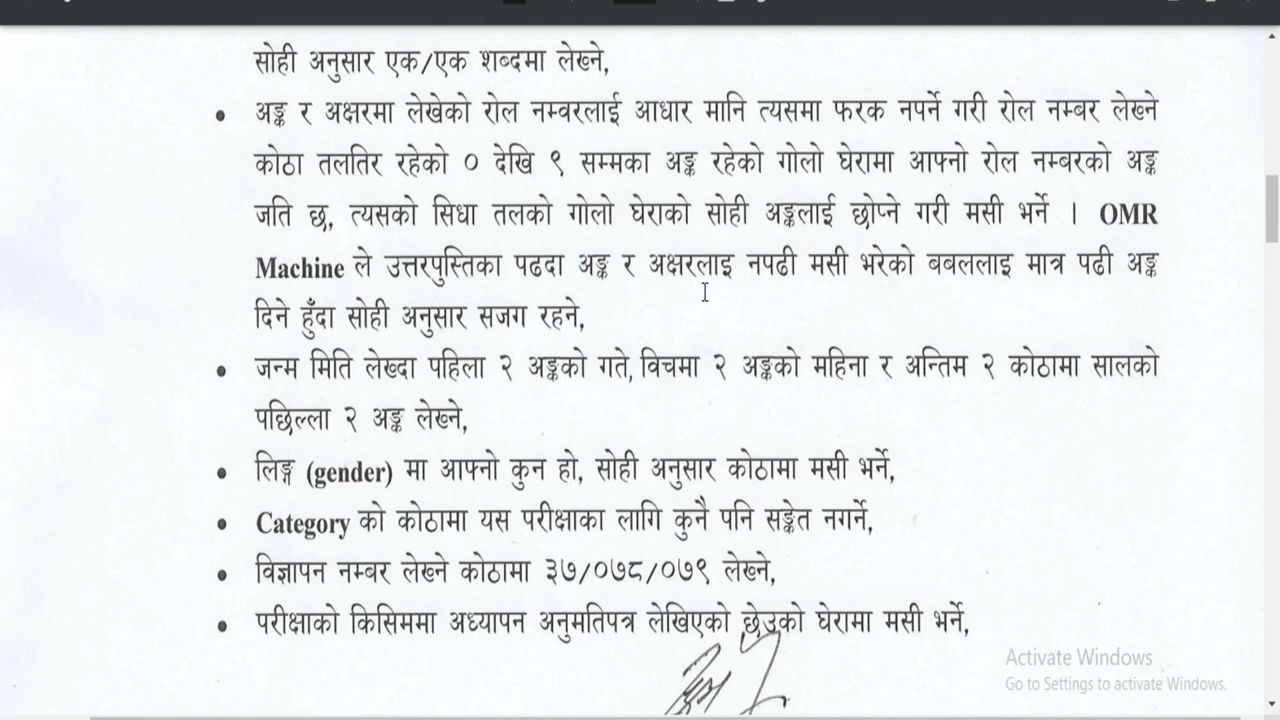 सोही अनुसार एक/एक शब्दमा लेख्ने,
• अङ्क र अक्षरमा लेखेको रोल नम्वरलाई आधार मानि त्यसमा फरक नपर्ने गरी रोल नम्बर लेख्ने
कोठा तलतिर रहेको ० देखि ९ सम्मका अङ्क रहेको गोलो घेरामा आफ्नो रोल नम्बरको अङ्क
जति छ, त्यसको सिधा तलको गोलो घेराको सोही अङ्कलाई छोप्ने गरी मसी भर्ने । OMR
Machine ले उत्तरपुस्तिका पढदा अङ्क र अक्षरलाइ नपढी मसी भरेको बबललाइ मात्र पढी अङ्क
दिने हुँदा सोही अनुसार सजग रहने,
• जन्म मिति लेख्दा पहिला २ अङ्कको गते, विचमा २ अङ्कको महिना र अन्तिम २ कोठामा सालको
पछिल्ला २ अङ्क लेख्ने,
• लिङ्ग (gender) मा आफ्नो कुन हो, सोही अनुसार कोठामा मसी भर्ने,
• Category को कोठामा यस परीक्षाका लागि कुनै पनि सङ्केत नगर्ने,
• विज्ञापन नम्बर लेख्ने कोठामा ३७/०७८/०७९ लेख्ने,
• परीक्षाको किसिममा अध्यापन अनुमतिपत्र लेखिएको छेउको घेरामा मसी भर्ने,
Activate Windows
Go to Settings to activate Windows.